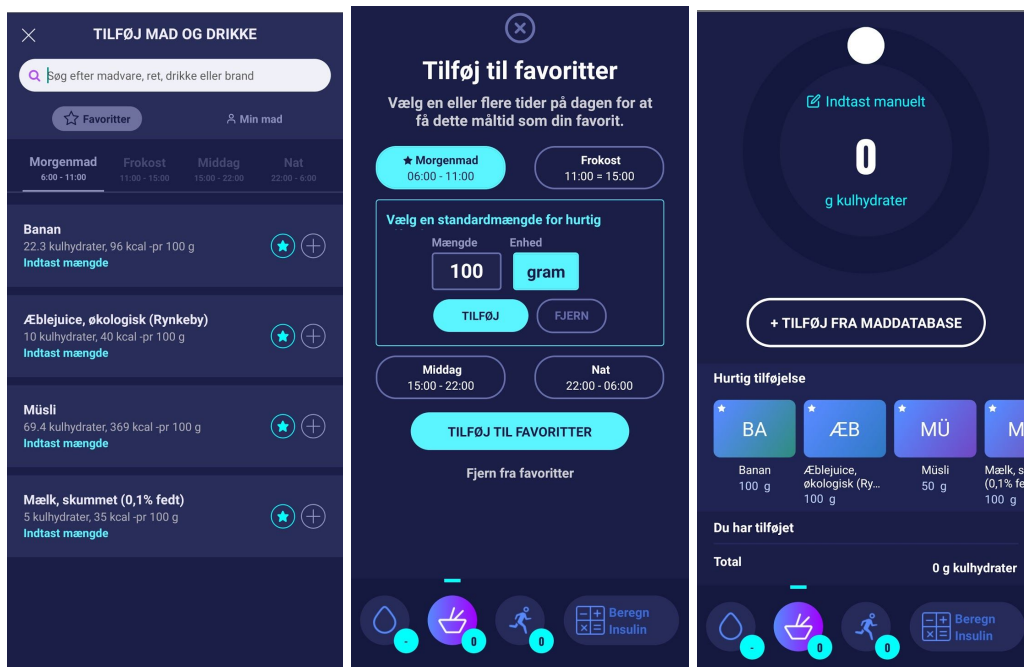 TILFØJ MAD OG DRIKKE
Søg efter madvare, ret, drikke eller brand
Favoritter
Min mad
Morgenmad
6:00 - 11:00
Frokost
11:00 - 15:00
Middag
15:00 - 22:00
Nat
22:00 - 6:00
Banan
22.3 kulhydrater, 96 kcal -pr 100 g
Indtast mængde
Æblejuice, økologisk (Rynkeby)
10 kulhydrater, 40 kcal -pr 100 g
Indtast mængde
Müsli
69.4 kulhydrater, 369 kcal -pr 100 g
Indtast mængde
Mælk, skummet (0,1% fedt)
5 kulhydrater, 35 kcal -pr 100 g
Indtast mængde
Tilføj til favoritter
Vælg en eller flere tider på dagen for at
få dette måltid som din favorit.
Morgenmad
06:00 - 11:00
Frokost
11:00 = 15:00
Vælg en standardmængde for hurtig
Mængde
Enhed
100
gram
TILFØJ
FJERN
Middag
15:00 - 22:00
Nat
22:00 - 06:00
TILFØJ TIL FAVORITTER
Fjern fra favoritter
-
0
0
Beregn
Insulin
Indtast manuelt
0
g kulhydrater
+ TILFØJ FRA MADDATABASE
Hurtig tilføjelse
BA
ÆB
MÜ
M
Banan
100 g
Æblejuice,
økologisk (Ry...
100 g
Müsli
50 g
Mælk, s
(0,1% fe
100 g
Du har tilføjet
Total
0 g kulhydrater
-
0
0
Beregn
Insulin